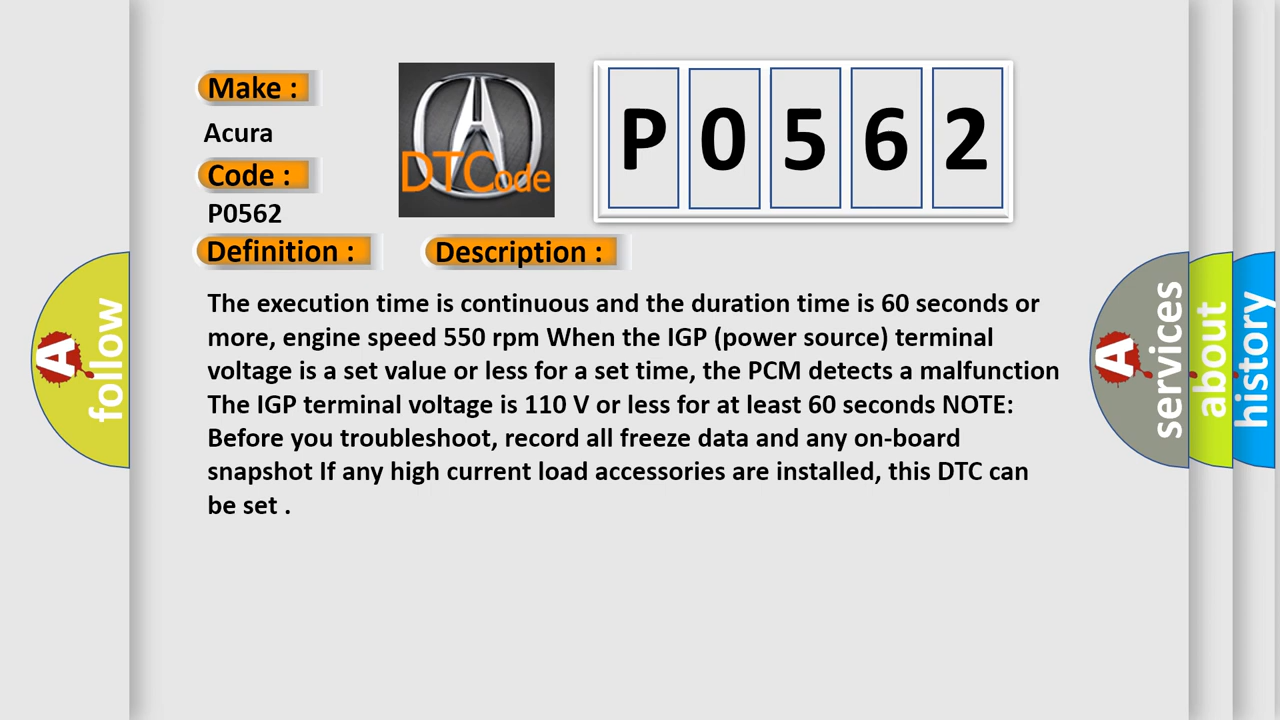 Make :
Acura
Code :
P0562
DTCode
P0562
Definition :
Description :
The execution time is continuous and the duration time is 60 seconds or
more, engine speed 550 rpm When the IGP (power source) terminal
voltage is a set value or less for a set time, the PCM detects a malfunction
The IGP terminal voltage is 110 V or less for at least 60 seconds NOTE:
Before you troubleshoot, record all freeze data and any on-board
snapshot If any high current load accessories are installed, this DTC can
be set .
A
follow
A
services
about
history